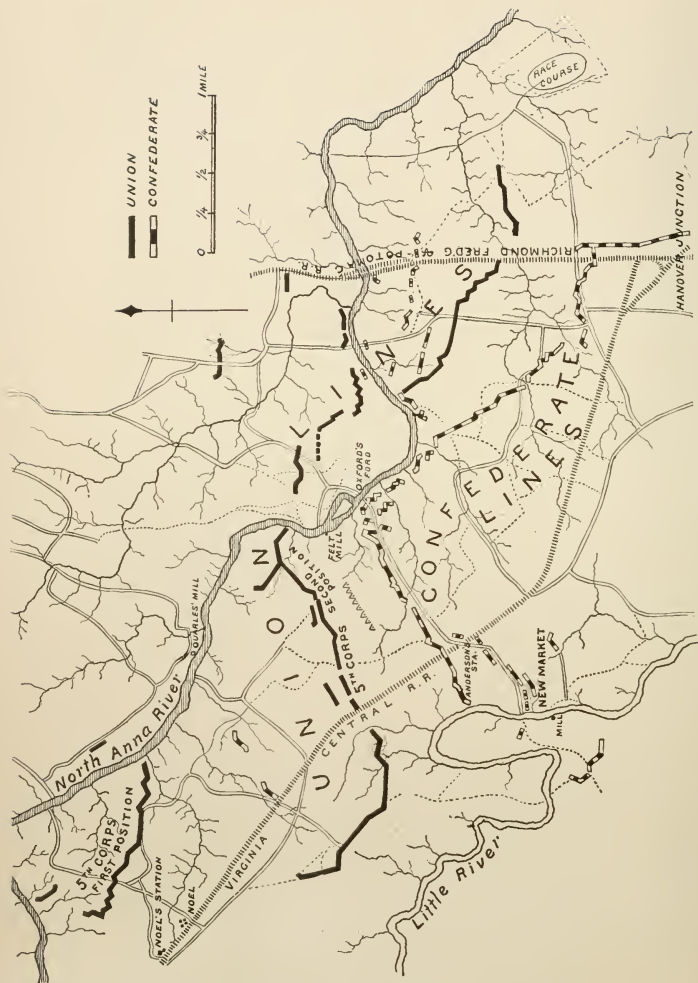 UNION
CONFEDERATE
0 1/4 1/2 3/4 1 MILE
RACE
COURSE
RICHMOND FRED'G & POTOMAC R.R.
HANOVER JUNCTION
UNION LINES
CONFEDERATE
LINES
OXFORD'S
FORD
FELT
MILL
QUARLES' MILL
North Anna River
5TH CORPS
SECOND
POSITION
5TH CORPS
FIRST POSITION
NOEL'S STATION
NOEL
VIRGINIA CENTRAL R.R.
ANDERSON'S
STA.
NEW MARKET
MILL
Little River